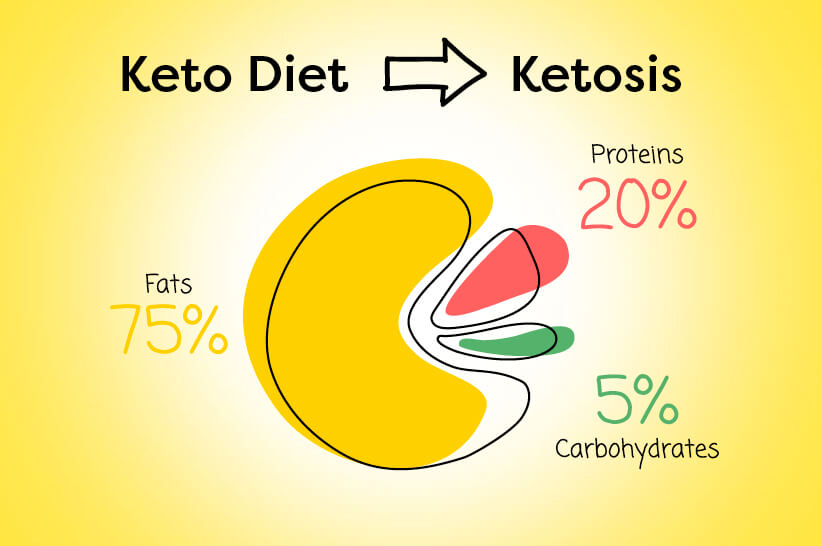 Keto Diet
Ketosis
Proteins
20%
Fats
75%
5%
Carbohydrates